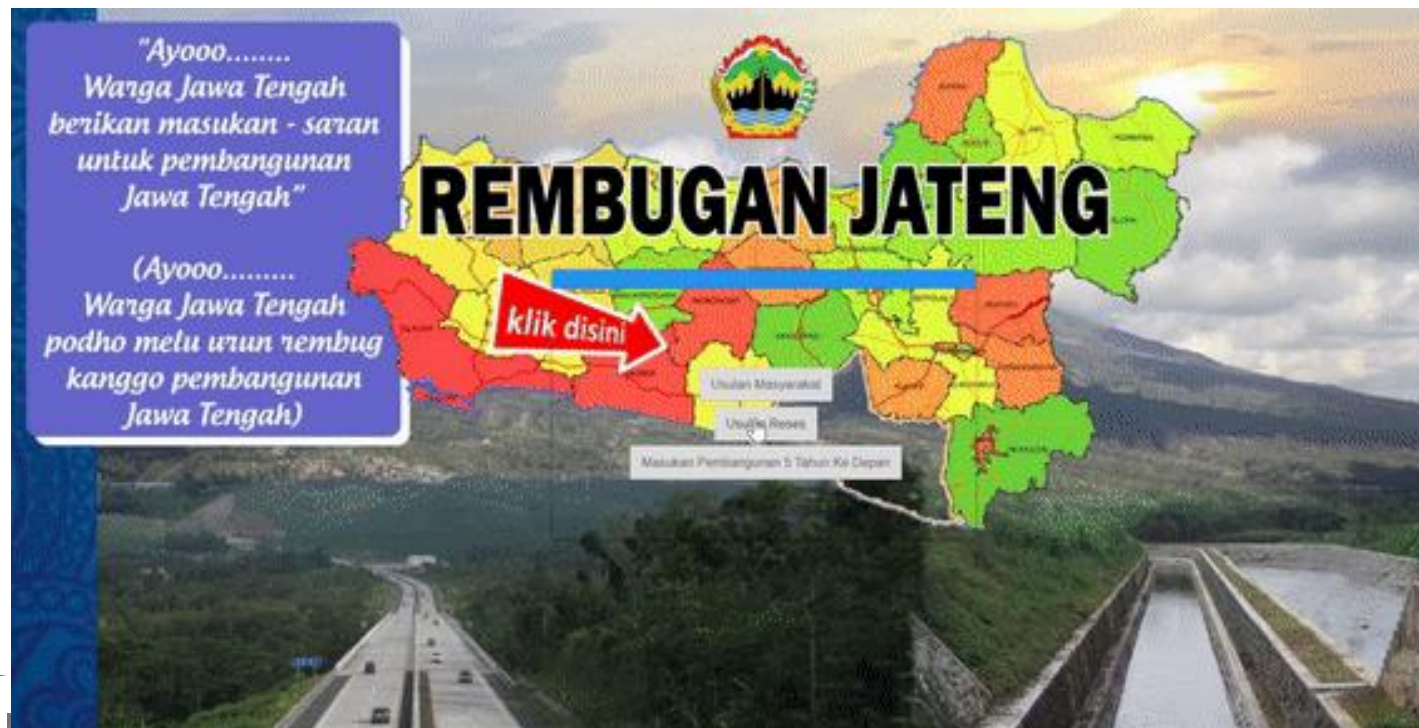 "Ayooo........
Warga Jawa Tengah
berikan masukan - saran
untuk pembangunan
Jawa Tengah"
(Ayooo.........
Warga Jawa Tengah
podho melu urun rembug
kanggo pembangunan
Jawa Tengah)
REMBUGAN JATENG
klik disini
Usulan Masyarakat
Usulan Reses
Masukan Pembangunan 5 Tahun Ke Depan